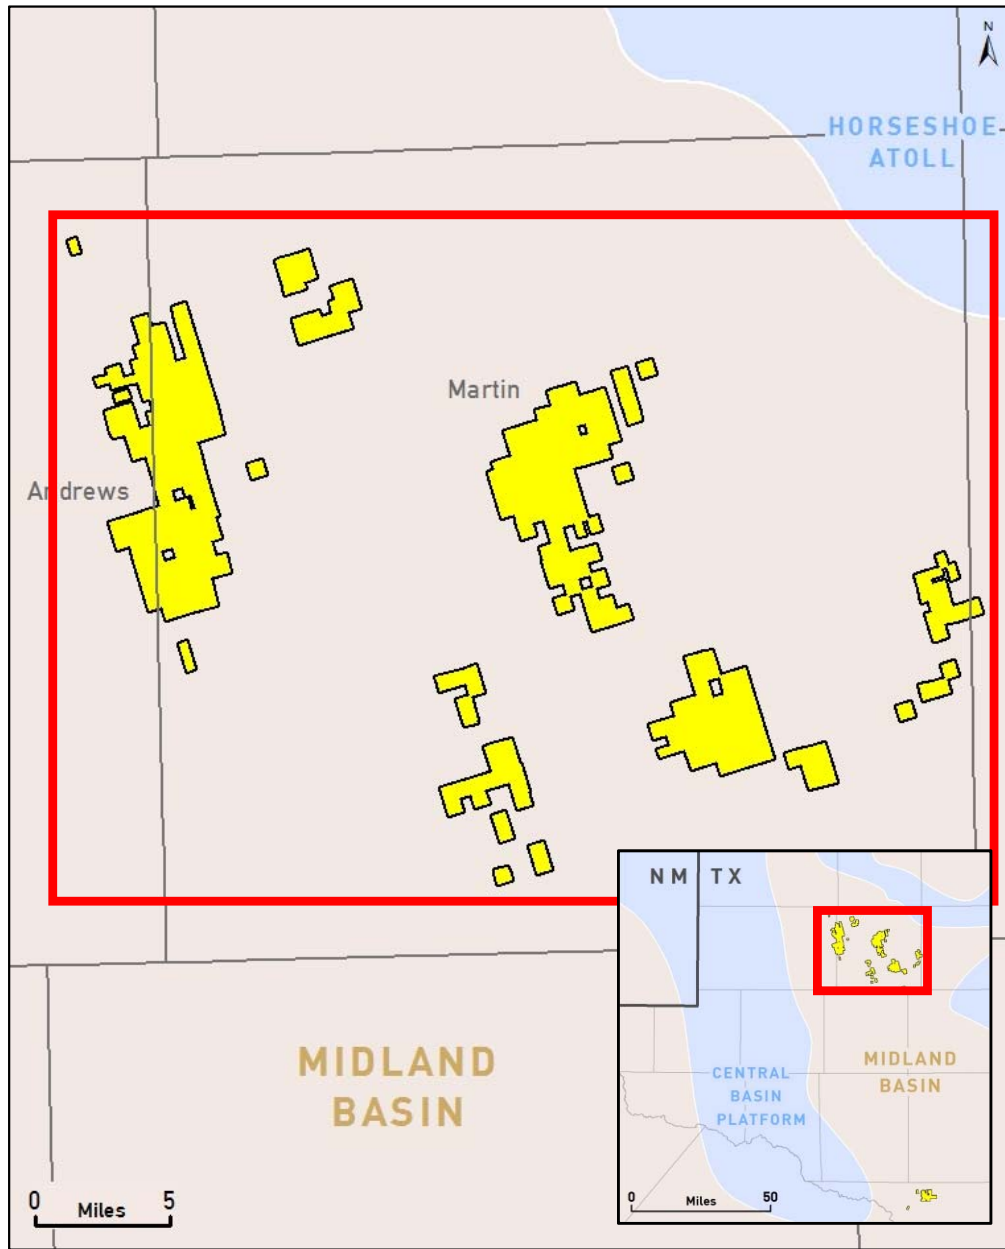 N
HORSESHOE
ATOLL
Martin
Andrews
MIDLAND
BASIN
0 5
Miles
NM TX
MIDLAND
BASIN
CENTRAL
BASIN
PLATFORM
0 Miles 50